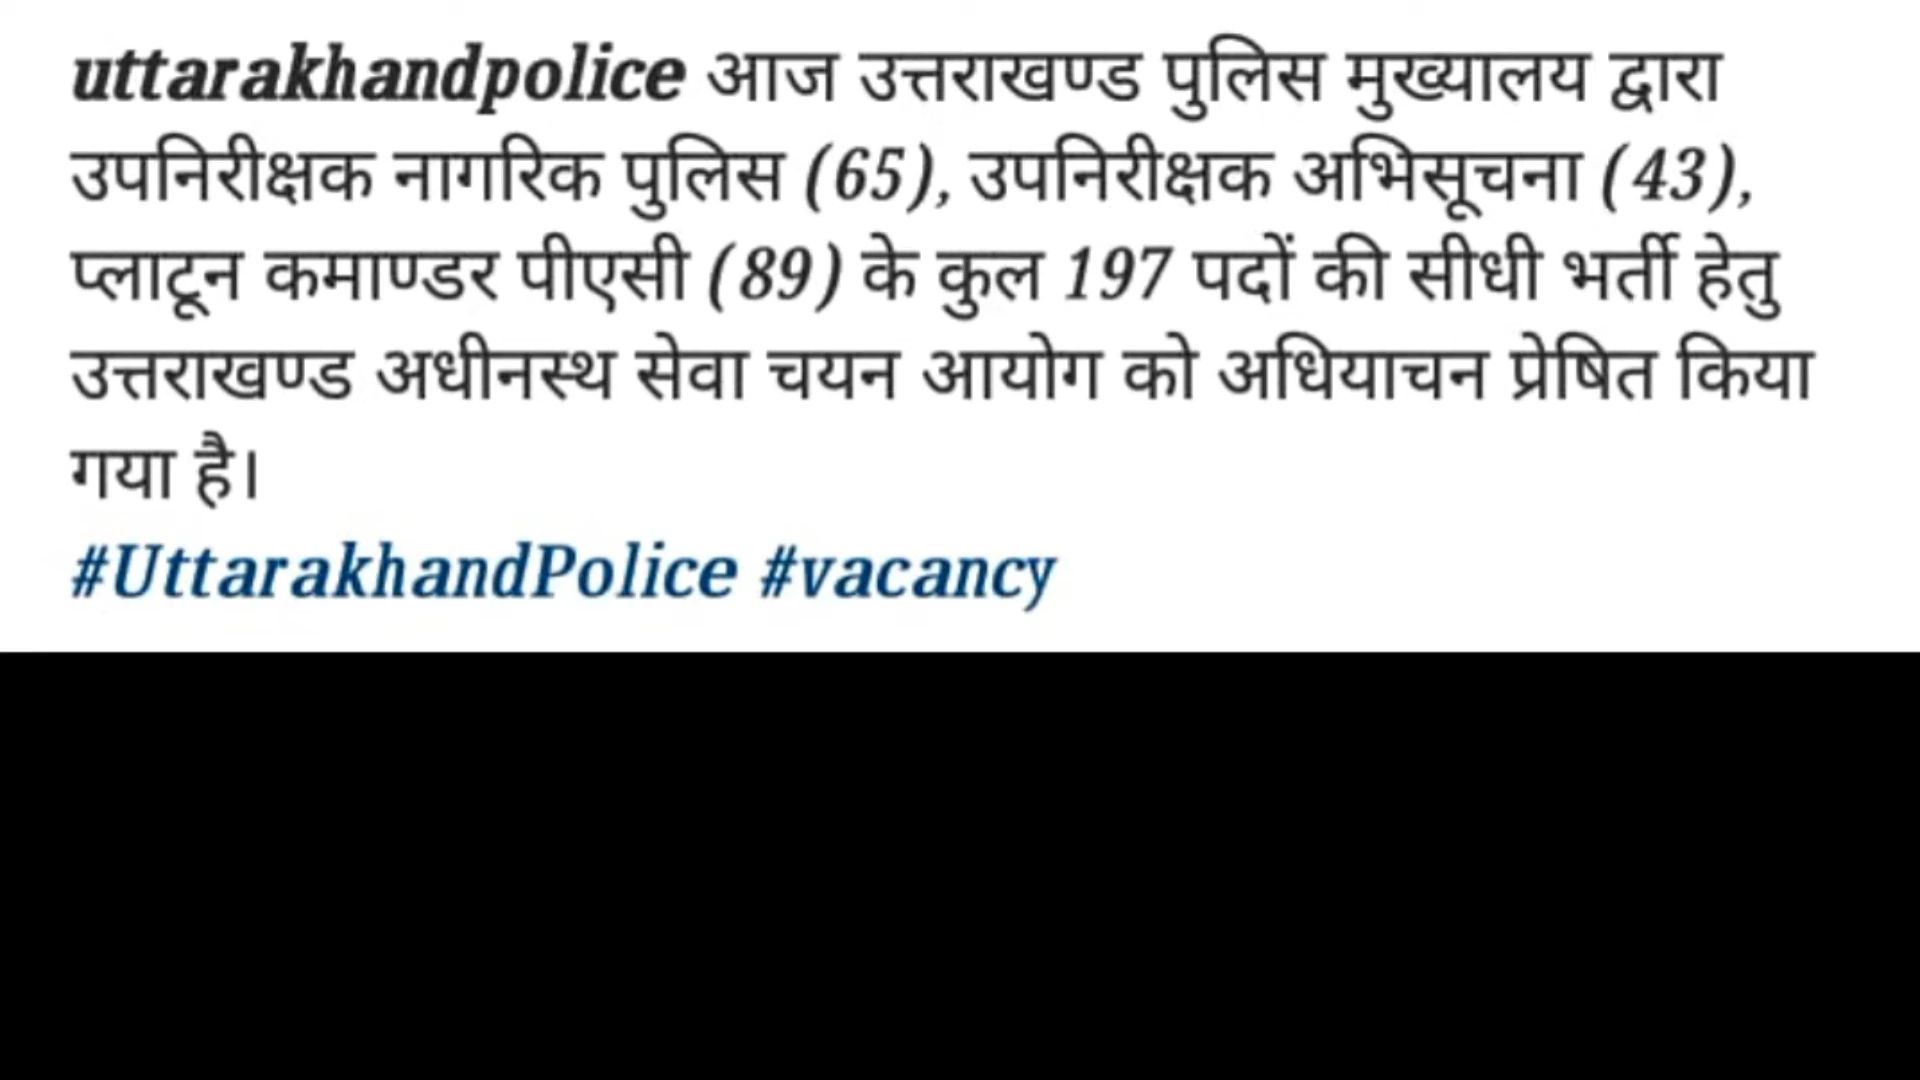 uttarakhandpolice आज उत्तराखण्ड पुलिस मुख्यालय द्वारा
उपनिरीक्षक नागरिक पुलिस (65), उपनिरीक्षक अभिसूचना (43),
प्लाटून कमाण्डर पीएसी (89) के कुल 197 पदों की सीधी भर्ती हेतु
उत्तराखण्ड अधीनस्थ सेवा चयन आयोग को अधियाचन प्रेषित किया
गया है।
#UttarakhandPolice #vacancy